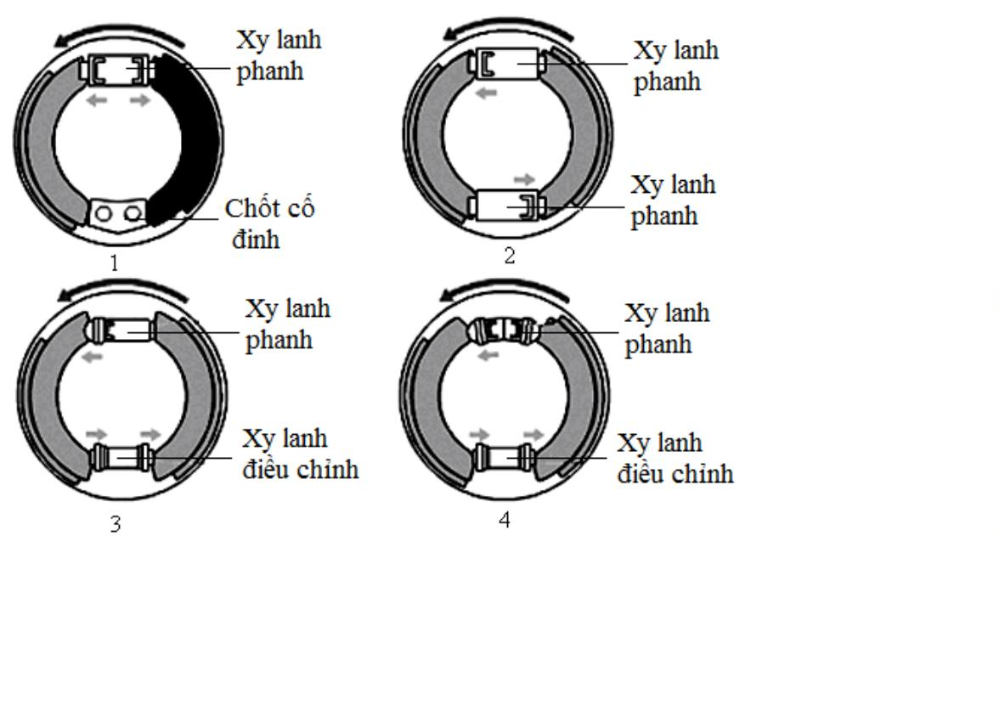 Xy lanh
phanh
Chốt cố
đinh
1
Xy lanh
phanh
Xy lanh
phanh
2
Xy lanh
phanh
Xy lanh
điều chỉnh
3
Xy lanh
phanh
Xy lanh
điều chỉnh
4